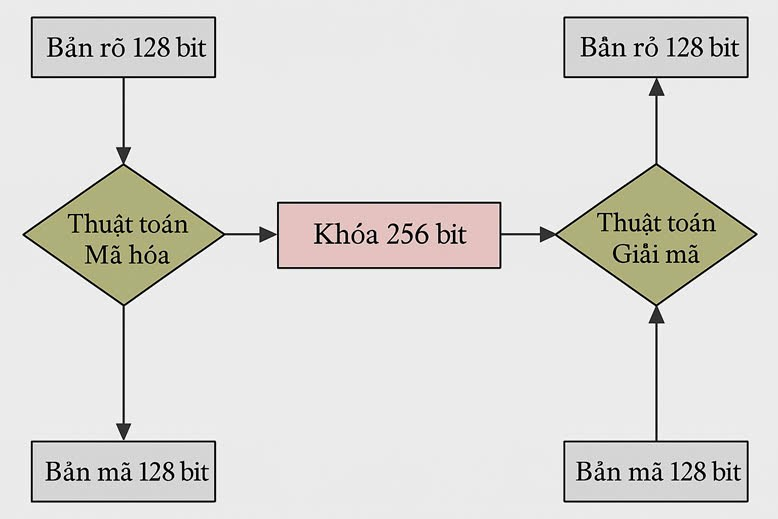 Bản rõ 128 bit
Bẩn rỏ 128 bit
Thuật toán
Mã hóa
Khóa 256 bit
Thuật toán
Giải mã
Bản mã 128 bit
Bản mã 128 bit